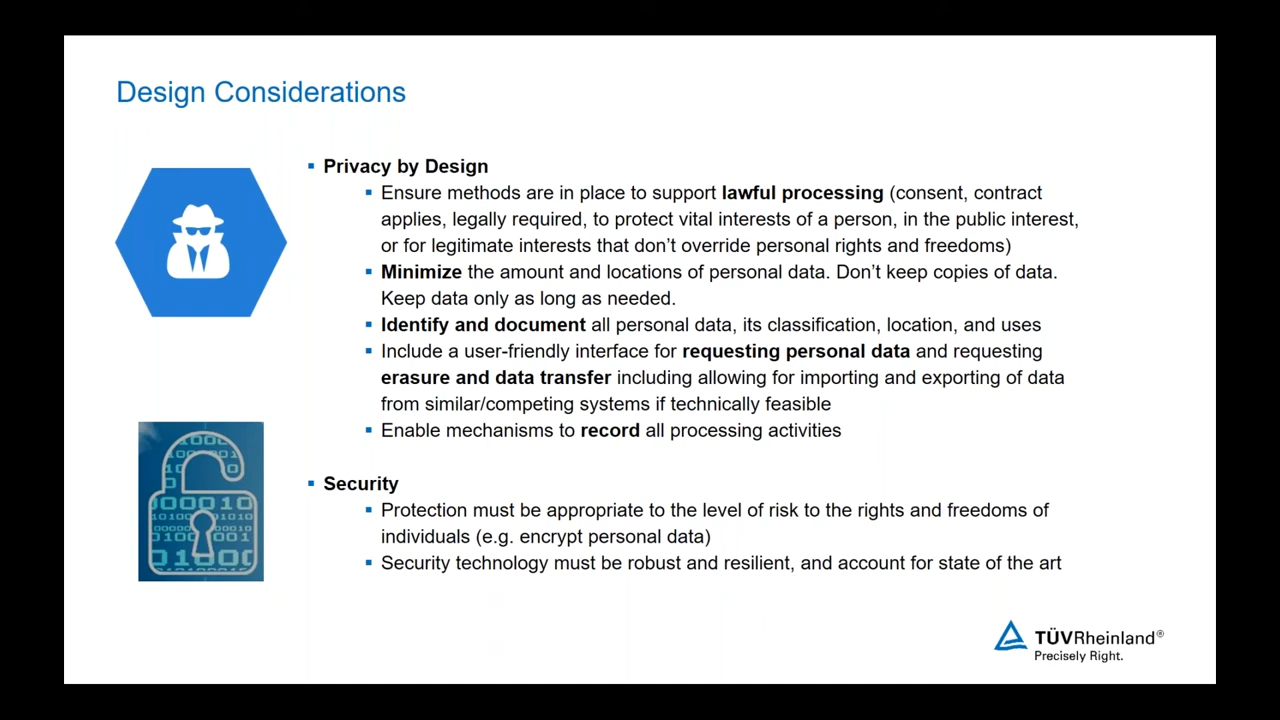 Design Considerations
Privacy by Design
Ensure methods are in place to support lawful processing (consent, contract
applies, legally required, to protect vital interests of a person, in the public interest,
or for legitimate interests that don't override personal rights and freedoms)
Minimize the amount and locations of personal data. Don't keep copies of data.
Keep data only as long as needed.
Identify and document all personal data, its classification, location, and uses
Include a user-friendly interface for requesting personal data and requesting
erasure and data transfer including allowing for importing and exporting of data
from similar/competing systems if technically feasible
Enable mechanisms to record all processing activities
Security
Protection must be appropriate to the level of risk to the rights and freedoms of
individuals (e.g. encrypt personal data)
Security technology must be robust and resilient, and account for state of the art
TÜVRheinland®
Precisely Right.